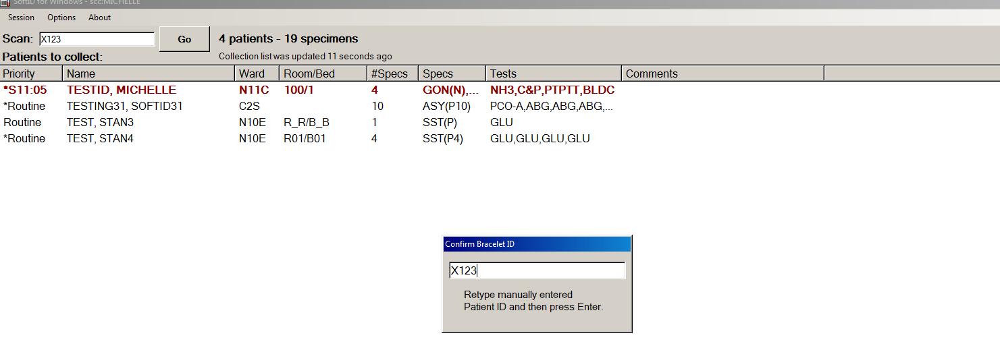 SoftID for Windows - scc:MICHELLE
Session Options About
Scan: X123 Go 4 patients - 19 specimens
Patients to collect: Collection list was updated 11 seconds ago
Priority Name Ward Room/Bed #Specs Specs Tests Comments
*S11:05 TESTID, MICHELLE N11C 100/1 4 GON(N),... NH3,C&P,PTPTT,BLDC
*Routine TESTING31, SOFTID31 C2S 10 ASY(P10) PCO-A,ABG,ABG,ABG,...
Routine TEST, STAN3 N10E R_R/B_B 1 SST(P) GLU
*Routine TEST, STAN4 N10E R01/B01 4 SST(P4) GLU,GLU,GLU,GLU
Confirm Bracelet ID
X123
Retype manually entered
Patient ID and then press Enter.